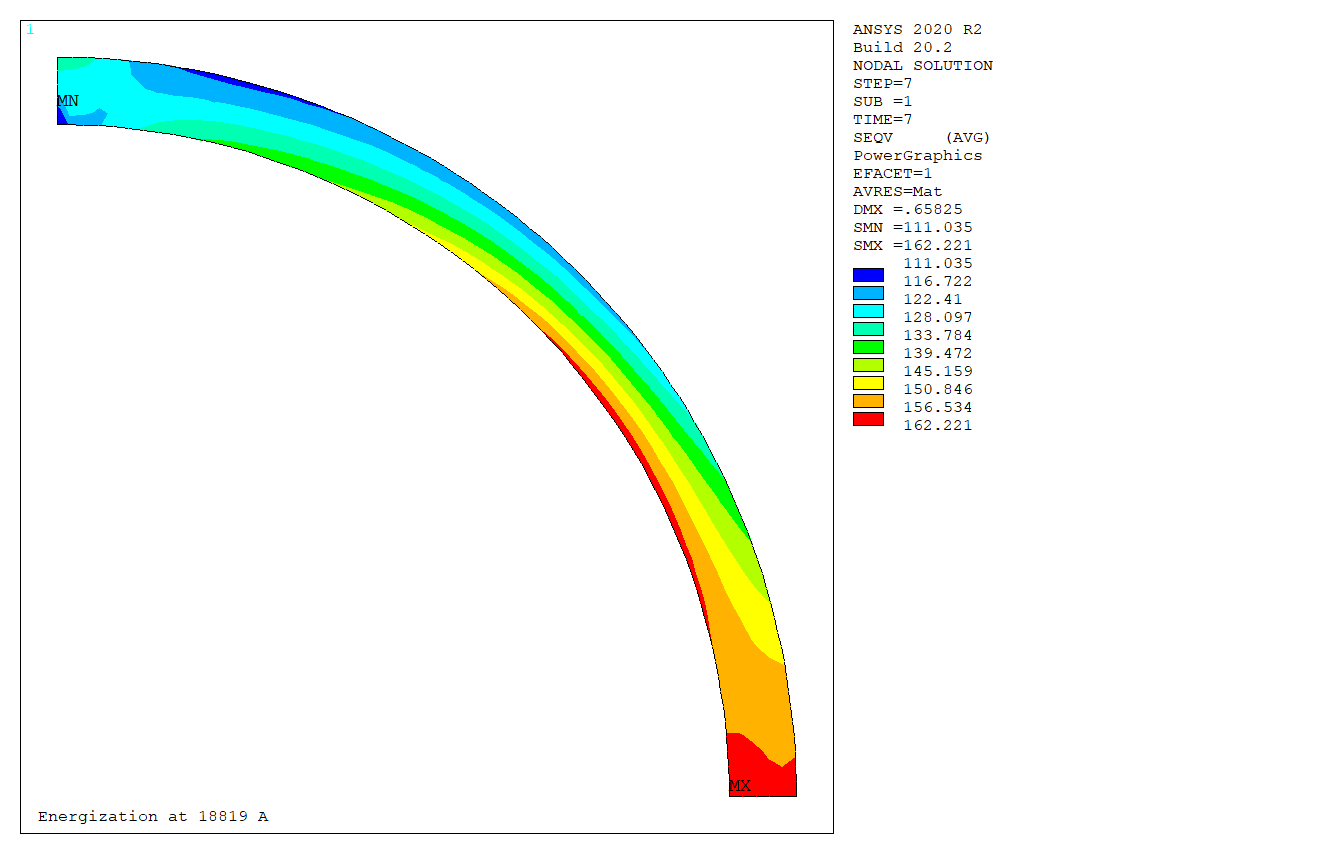 1
MN
MX
Energization at 18819 A
ANSYS 2020 R2
Build 20.2
NODAL SOLUTION
STEP=7
SUB =1
TIME=7
SEQV     (AVG)
PowerGraphics
EFACET=1
AVRES=Mat
DMX =.65825
SMN =111.035
SMX =162.221
111.035
116.722
122.41
128.097
133.784
139.472
145.159
150.846
156.534
162.221